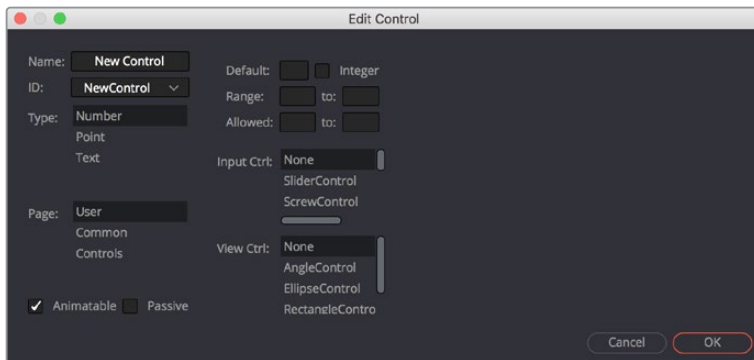 Edit Control
Name: New Control
ID: NewControl
Type: Number
Point
Text
Page: User
Common
Controls
Animatable Passive
Default: Integer
Range: to:
Allowed: to:
Input Ctrl: None
SliderControl
ScrewControl
View Ctrl: None
AngleControl
EllipseControl
RectangleContro
Cancel OK